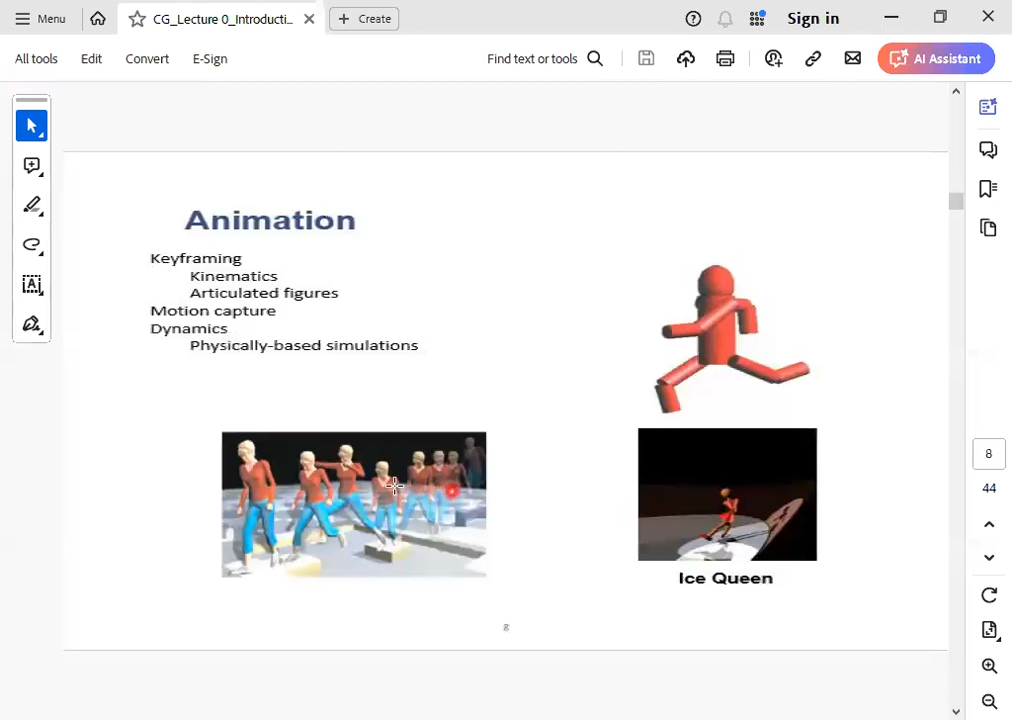 Menu
CG_Lecture 0_Introducti...
Create
Sign in
All tools
Edit
Convert
E-Sign
Find text or tools
AI Assistant
Animation
Keyframing
Kinematics
Articulated figures
Motion capture
Dynamics
Physically-based simulations
Ice Queen
8
8
44